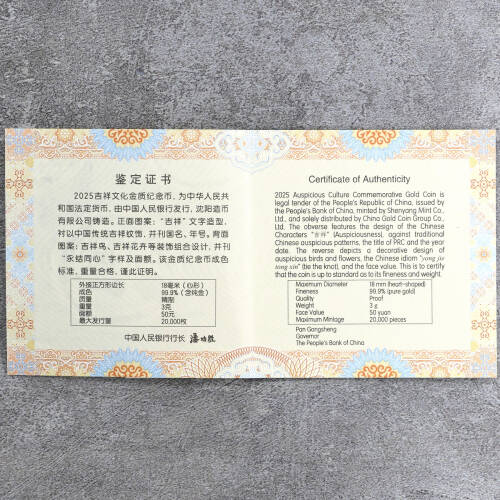 鉴定证书
2025吉祥文化金质纪念币,为中华人民共
和国法定货币,由中国人民银行发行,沈阳造币
有限公司铸造。正面图案:“吉祥”文字造型,
衬以中国传统吉祥纹饰,并刊国名、年号。背面
图案:吉祥鸟、吉祥花卉等装饰组合设计,并刊
“永结同心”字样及面额。该金质纪念币成色
标准,重量合格,谨此证明。
外接正方形边长 18毫米(心形)
成色 99.9%(含纯金)
质量 精制
重量 3克
面额 50元
最大发行量 20,000枚
中国人民银行行长 潘功胜
Certificate of Authenticity
2025 Auspicious Culture Commemorative Gold Coin is
legal tender of the People's Republic of China, issued by
the People's Bank of China, minted by Shenyang Mint Co.,
Ltd., and solely distributed by China Gold Coin Group Co.,
Ltd. The obverse features the design of the Chinese
Characters "吉祥" (Auspiciousness), against traditional
Chinese auspicious patterns, the title of PRC and the year
date. The reverse depicts a decorative design of
auspicious birds and flowers, the Chinese idiom "yong jie
tong xin" (tie the knot), and the face value. This is to certify
that the coin is up to standard as to its fineness and weight.
Maximum Diameter 18 mm (heart-shaped)
Fineness 99.9% (pure gold)
Quality Proof
Weight 3 g
Face Value 50 yuan
Maximum Mintage 20,000 pieces
Pan Gongsheng
Governor
The People's Bank of China